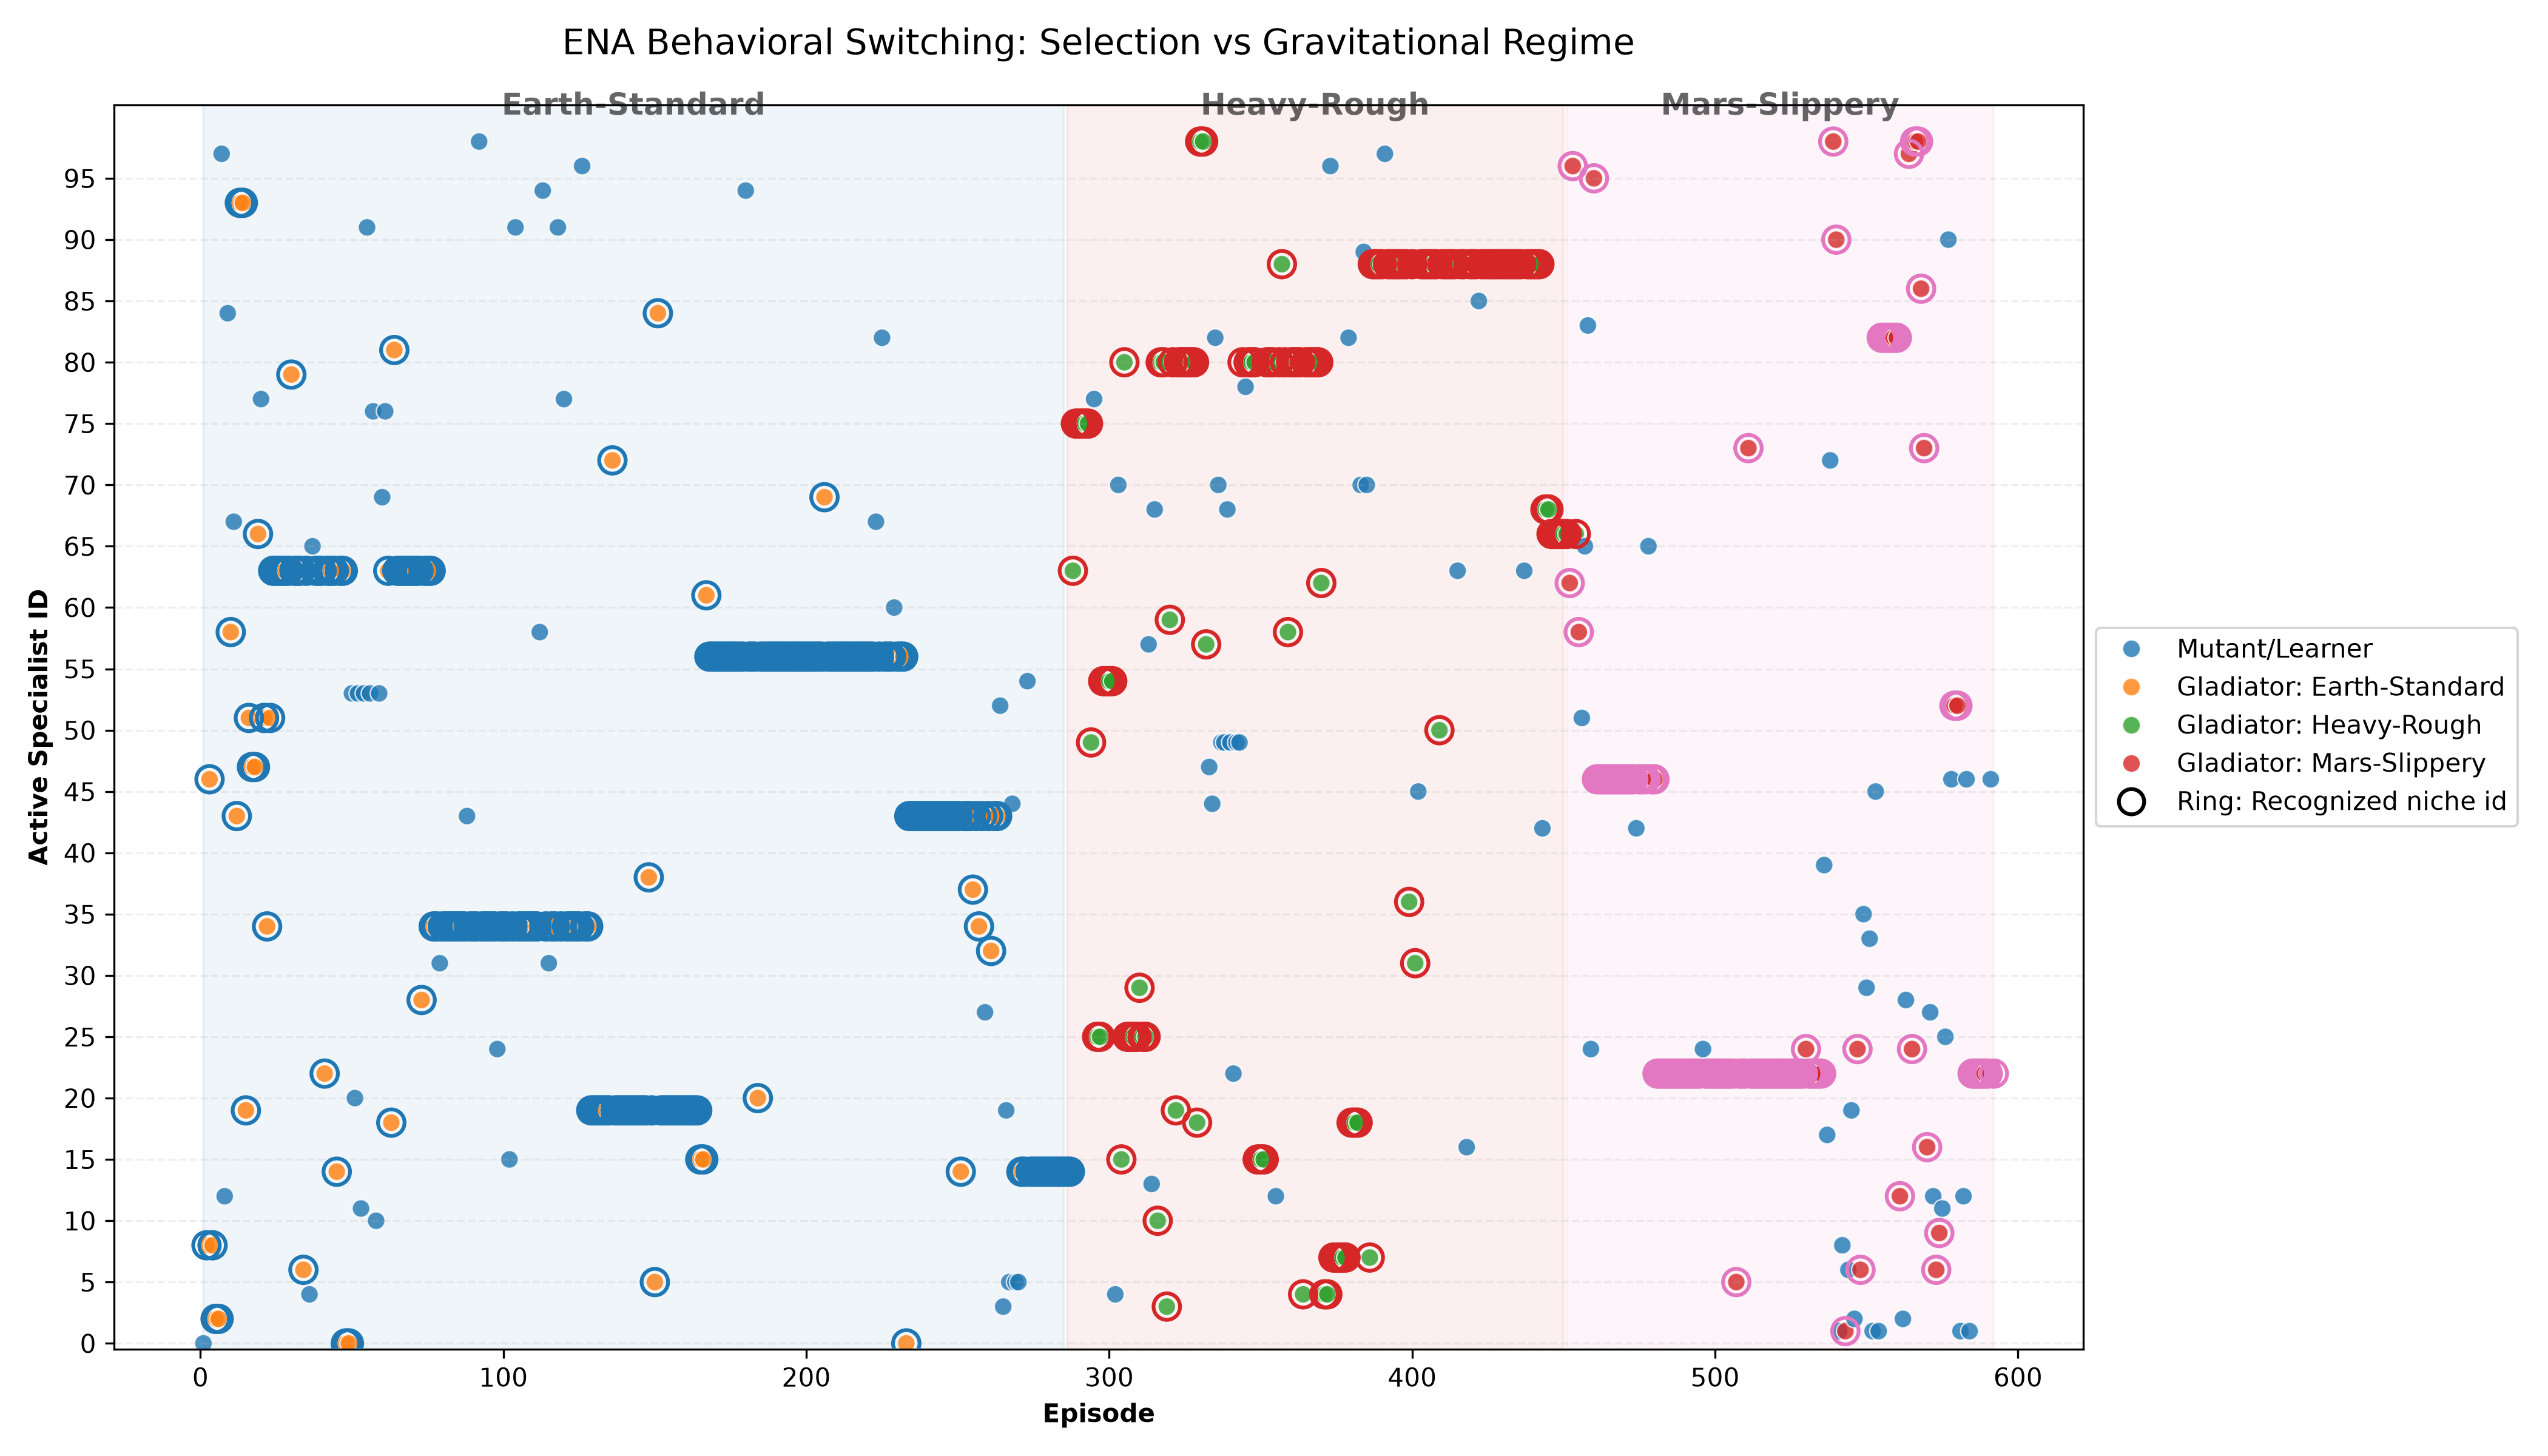 ENA Behavioral Switching: Selection vs Gravitational Regime
Earth-Standard
Heavy-Rough
Mars-Slippery
Active Specialist ID
95
90
85
80
75
70
65
60
55
50
45
40
35
30
25
20
15
10
5
0
0
100
200
300
400
500
600
Episode
Mutant/Learner
Gladiator: Earth-Standard
Gladiator: Heavy-Rough
Gladiator: Mars-Slippery
Ring: Recognized niche id